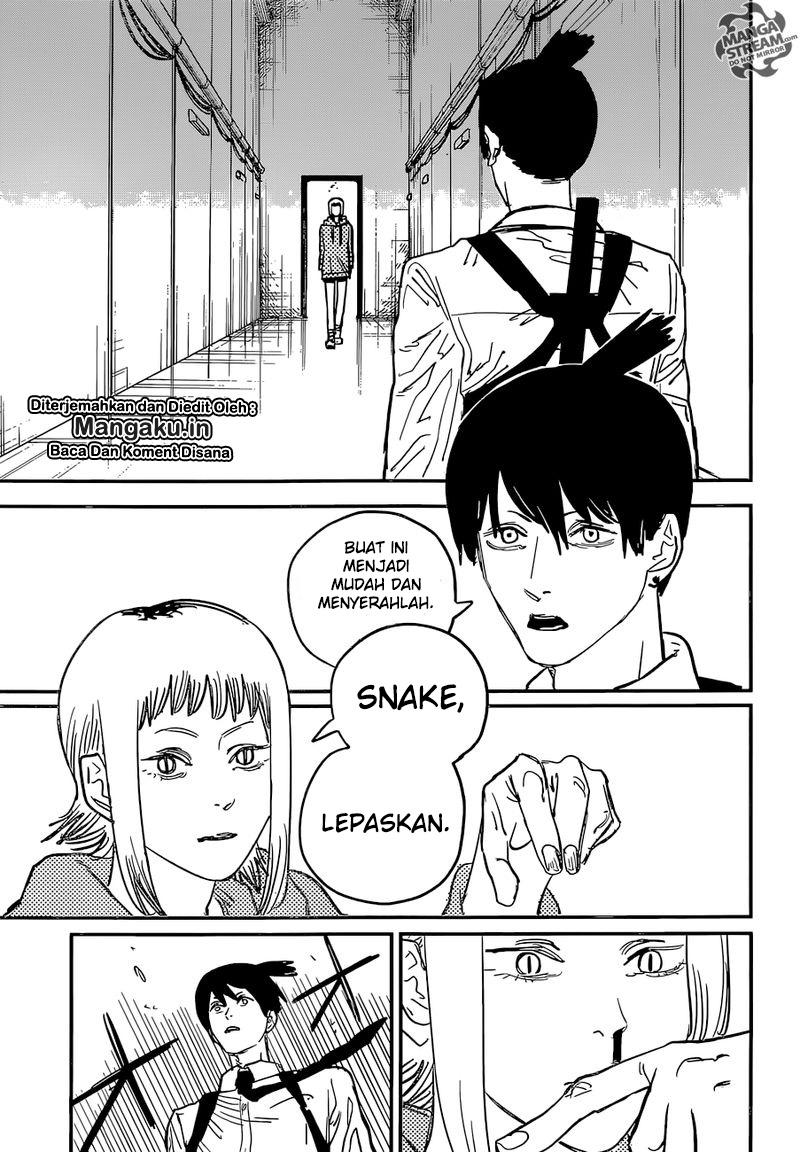 MANGA
STREAM.com
DO NOT MIRROR
Diterjemahkan dan Diedit Oleh :
Mangaku.in
Baca Dan Koment Disana
BUAT INI
MENJADI
MUDAH DAN
MENYERAHLAH.
SNAKE,
LEPASKAN.